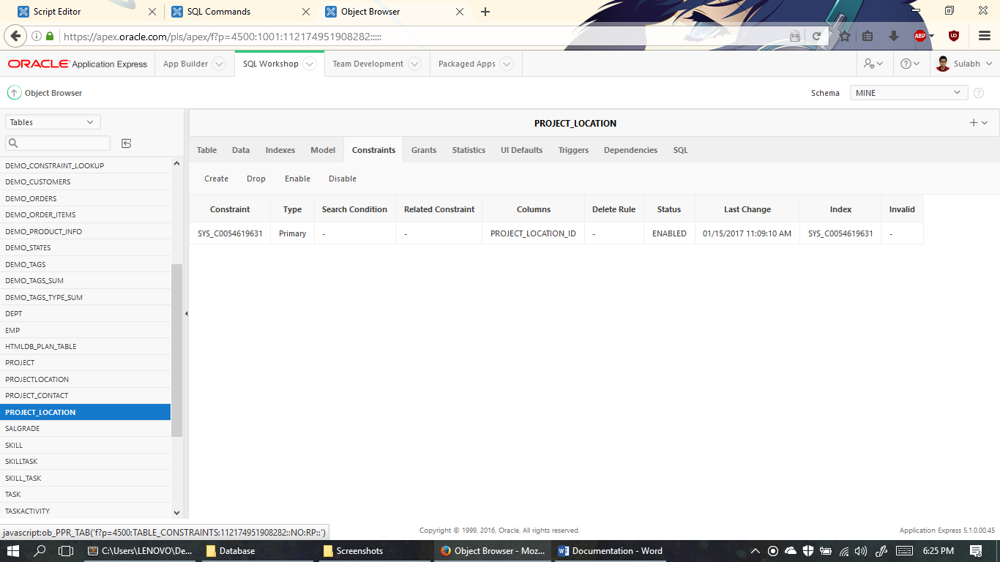 Script Editor
SQL Commands
Object Browser
https://apex.oracle.com/pls/apex/f?p=4500:1001:112174951908282:::::
ABP
UD
ORACLE Application Express
App Builder
SQL Workshop
Team Development
Packaged Apps
Sulabh
Object Browser
Schema
MINE
Tables
PROJECT_LOCATION
Table Data Indexes Model Constraints Grants Statistics UI Defaults Triggers Dependencies SQL
Create Drop Enable Disable
Constraint Type Search Condition Related Constraint Columns Delete Rule Status Last Change Index Invalid
SYS_C0054619631 Primary - - PROJECT_LOCATION_ID - ENABLED 01/15/2017 11:09:10 AM SYS_C0054619631 -
DEMO_CONSTRAINT_LOOKUP
DEMO_CUSTOMERS
DEMO_ORDERS
DEMO_ORDER_ITEMS
DEMO_PRODUCT_INFO
DEMO_STATES
DEMO_TAGS
DEMO_TAGS_SUM
DEMO_TAGS_TYPE_SUM
DEPT
EMP
HTMLDB_PLAN_TABLE
PROJECT
PROJECTLOCATION
PROJECT_CONTACT
PROJECT_LOCATION
SALGRADE
SKILL
SKILLTASK
SKILL_TASK
TASK
TASKACTIVITY
javascript:ob_PPR_TAB('f?p=4500:TABLE_CONSTRAINTS:112174951908282::NO:RP::')
Copyright © 1999, 2016, Oracle. All rights reserved.
Application Express 5.1.0.00.45
C:\Users\LENOVO\De...
Database
Screenshots
Object Browser - Moz...
Documentation - Word
6:25 PM